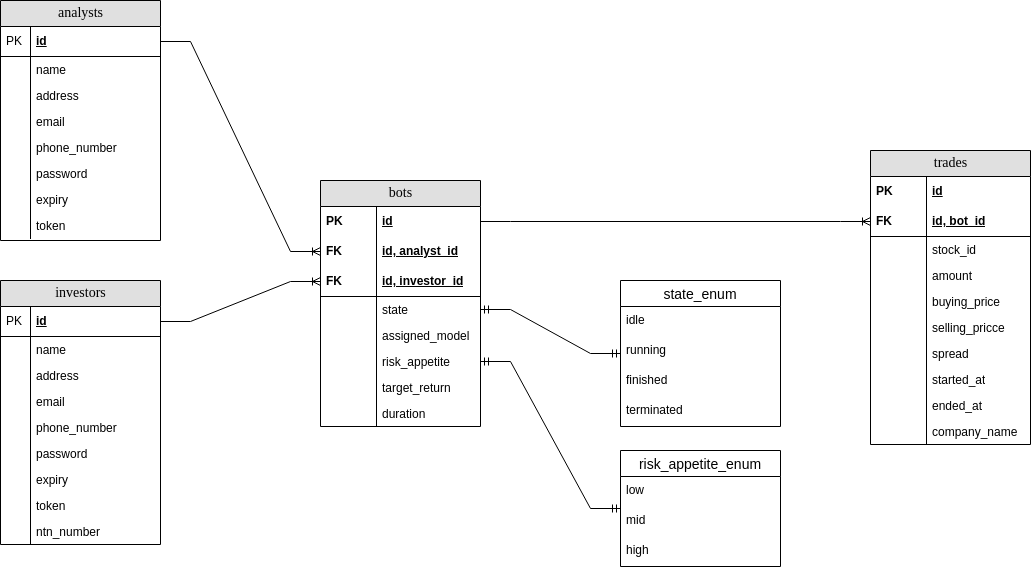 analysts
PK id
name
address
email
phone_number
password
expiry
token
investors
PK id
name
address
email
phone_number
password
expiry
token
ntn_number
bots
PK id
FK id, analyst_id
FK id, investor_id
state
assigned_model
risk_appetite
target_return
duration
state_enum
idle
running
finished
terminated
risk_appetite_enum
low
mid
high
trades
PK id
FK id, bot_id
stock_id
amount
buying_price
selling_pricce
spread
started_at
ended_at
company_name